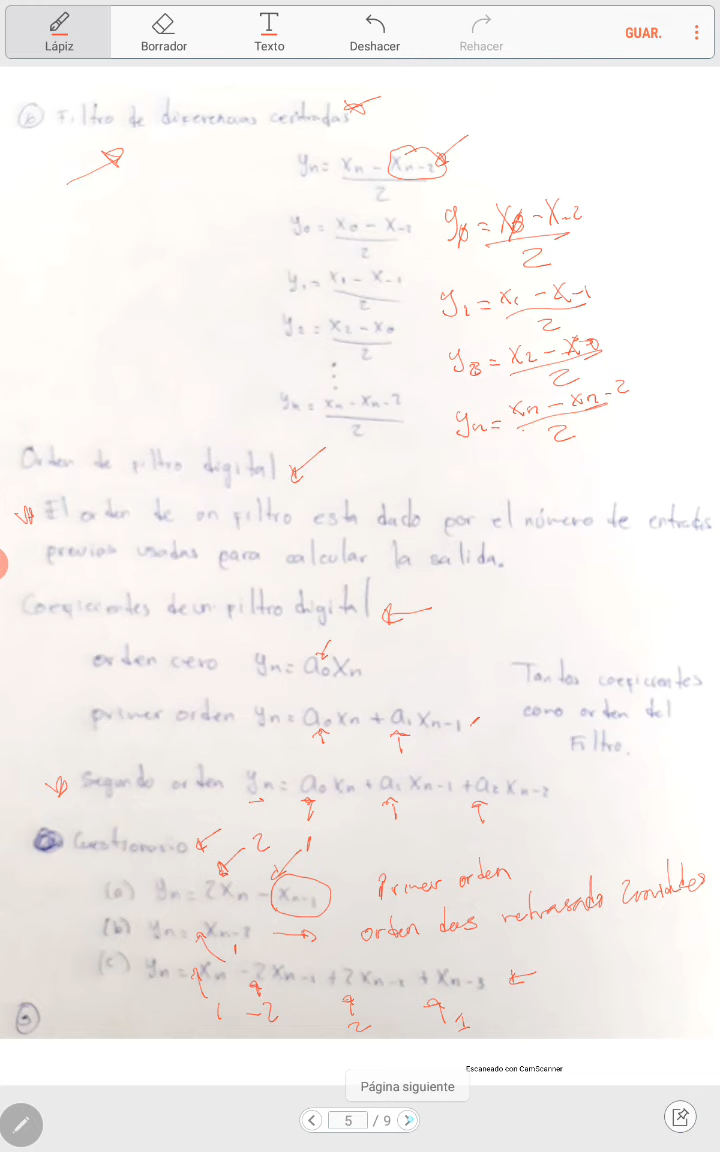 Lápiz Borrador Texto Deshacer Rehacer GUAR.
(b) Filtro de diferencias centradas
yn = xn - xn-2 / 2
y0 = x0 - x-2 / 2 y0 = x0 - x-2 / 2
y1 = x1 - x-1 / 2 y1 = x1 - x-1 / 2
y2 = x2 - x0 / 2 y2 = x2 - x0 / 2
⋮
yn = xn - xn-2 / 2 yn = xn - xn-2 / 2
Orden de filtro digital
El orden de un filtro esta dado por el número de entradas
previas usadas para calcular la salida.
Coeficientes de un filtro digital
orden cero yn = a0xn
primer orden yn = a0xn + a1xn-1
Segundo orden yn = a0xn + a1xn-1 + a2xn-2
Tantos coeficientes
como orden del
Filtro.
Cuestionario 2 1
(a) yn = 2xn - xn-1 Primer orden
(b) yn = xn-2 orden dos retrasado 2 unidades
1
(c) yn = xn - 2xn-1 + 2xn-2 + xn-3
1 -2 2 1
Escaneado con CamScanner
Página siguiente
5 / 9